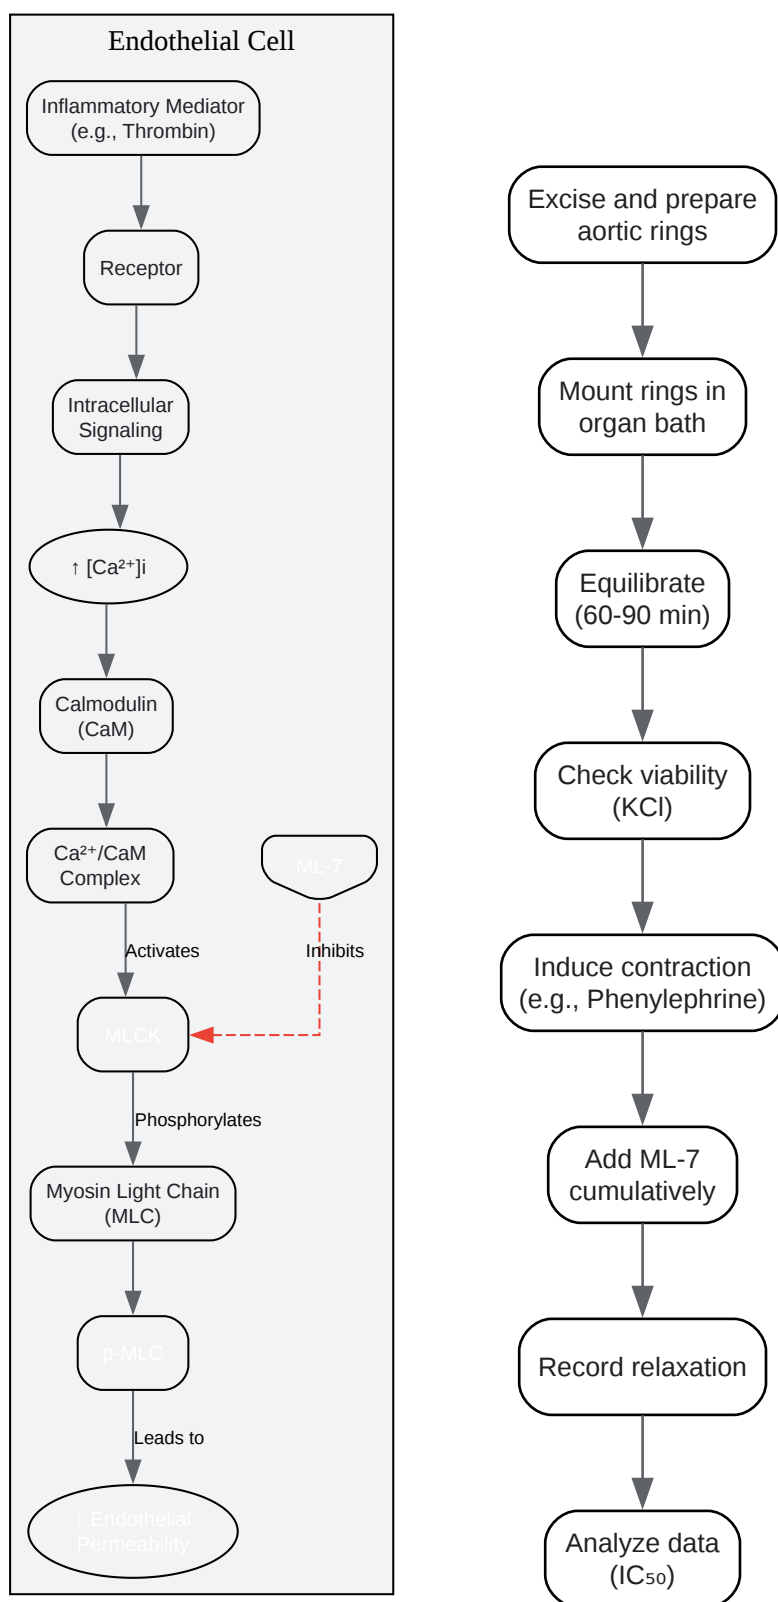 Endothelial Cell
Inflammatory Mediator
(e.g., Thrombin)
Receptor
Intracellular
Signaling
↑ [Ca²⁺]i
Calmodulin
(CaM)
Ca²⁺/CaM
Complex
ML-7
Activates
Inhibits
MLCK
Phosphorylates
Myosin Light Chain
(MLC)
p-MLC
Leads to
↑ Endothelial
Permeability
Excise and prepare
aortic rings
Mount rings in
organ bath
Equilibrate
(60-90 min)
Check viability
(KCl)
Induce contraction
(e.g., Phenylephrine)
Add ML-7
cumulatively
Record relaxation
Analyze data
(IC₅₀)